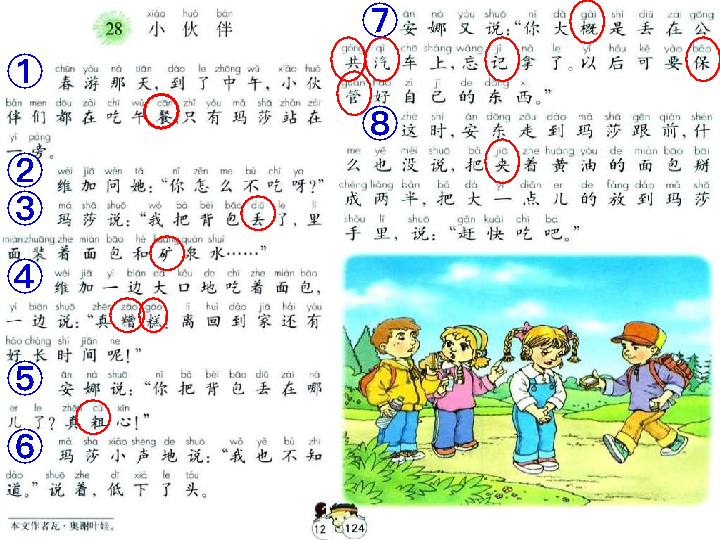 xiǎo huǒ bàn
28 小 伙 伴
① chūn yóu nà tiān dào le zhōng wǔ xiǎo huǒ
春 游 那 天，到 了 中 午，小 伙
bàn men dōu zài chī wǔ cān zhǐ yǒu mǎ shā zhàn zài
伴 们 都 在 吃 午 餐，只 有 玛 莎 站 在
yì páng
一 旁。
② wéi jiā wèn tā nǐ zěn me bù chī ya
维 加 问 她：“你 怎 么 不 吃 呀？”
③ mǎ shā shuō wǒ bǎ bēi bāo diū le lǐ
玛 莎 说：“我 把 背 包 丢 了，里
miàn zhuāng zhe miàn bāo hé kuàng quán shuǐ
面 装 着 面 包 和 矿 泉 水……”
④ wéi jiā yì biān dà kǒu de chī zhe miàn bāo
维 加 一 边 大 口 地 吃 着 面 包，
yì biān shuō zhēn zāo gāo lí huí dào jiā hái yǒu
一 边 说：“真 糟 糕！离 回 到 家 还 有
hǎo cháng shí jiān ne
好 长 时 间 呢！”
⑤ ān nà shuō nǐ bǎ bēi bāo diū zài nǎ
安 娜 说：“你 把 背 包 丢 在 哪
er le zhēn cū xīn
儿 了？真 粗 心！”
⑥ mǎ shā xiǎo shēng de shuō wǒ yě bù zhī
玛 莎 小 声 地 说：“我 也 不 知
dào shuō zhe dī xià le tóu
道。”说 着，低 下 了 头。
本文作者瓦·奥谢叶娃。
12
⑦ ān nà yòu shuō nǐ dà gài shì diū zài gōng
安 娜 又 说：“你 大 概 是 丢 在 公
gòng qì chē shàng wàng jì ná le yǐ hòu kě yào bǎo
共 汽 车 上，忘 记 拿 了。以 后 可 要 保
guǎn hǎo zì jǐ de dōng xi
管 好 自 己 的 东 西。”
⑧ zhè shí ān dōng zǒu dào mǎ shā gēn qián shén
这 时，安 东 走 到 玛 莎 跟 前，什
me yě méi shuō bǎ jiā zhe huáng yóu de miàn bāo bāi
么 也 没 说，把 夹 着 黄 油 的 面 包 掰
chéng liǎng bàn bǎ dà yì diǎn er de fàng dào mǎ shā
成 两 半，把 大 一 点 儿 的 放 到 玛 莎
shǒu lǐ shuō gǎn kuài chī ba
手 里，说：“赶 快 吃 吧。”
124